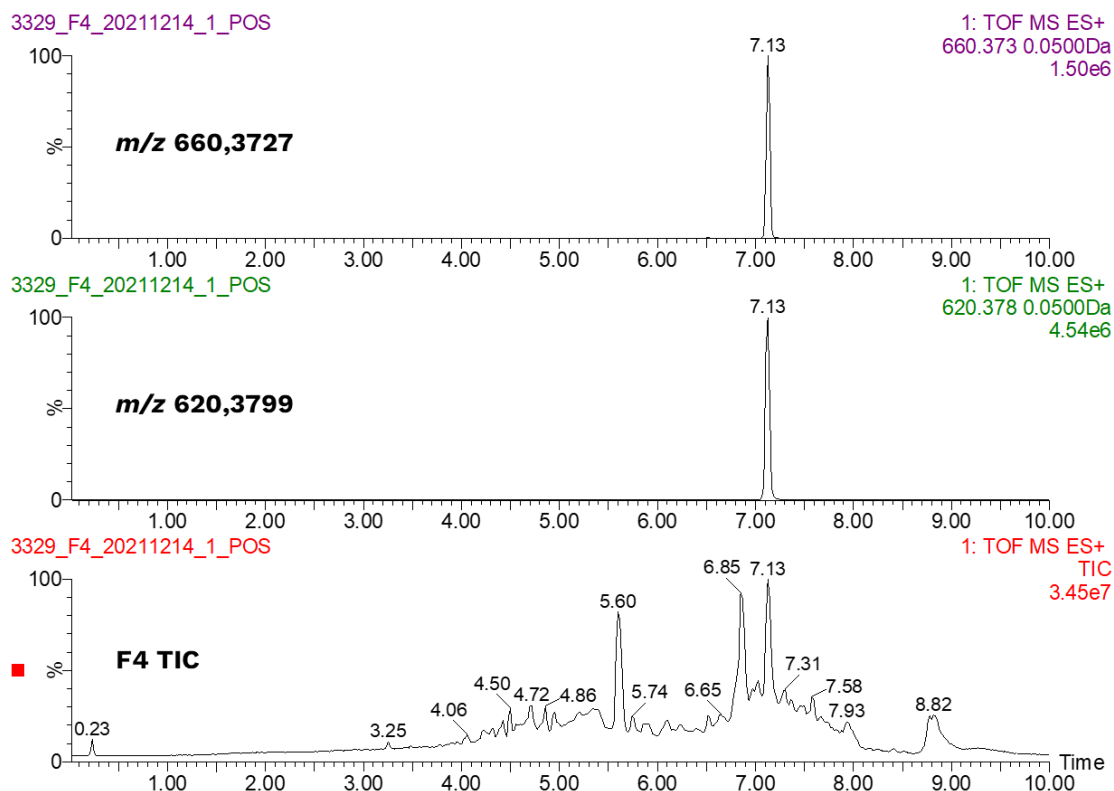 3329_F4_20211214_1_POS
1: TOF MS ES+
660.373 0.0500Da
1.50e6
100
%
0
m/z 660,3727
7.13
1.00 2.00 3.00 4.00 5.00 6.00 7.00 8.00 9.00 10.00
3329_F4_20211214_1_POS
1: TOF MS ES+
620.378 0.0500Da
4.54e6
100
%
0
m/z 620,3799
7.13
1.00 2.00 3.00 4.00 5.00 6.00 7.00 8.00 9.00 10.00
3329_F4_20211214_1_POS
1: TOF MS ES+
TIC
3.45e7
100
%
0
F4 TIC
0.23 3.25 4.06 4.50 4.72 4.86 5.60 5.74 6.65 6.85 7.13 7.31 7.58 7.93 8.82
Time
1.00 2.00 3.00 4.00 5.00 6.00 7.00 8.00 9.00 10.00